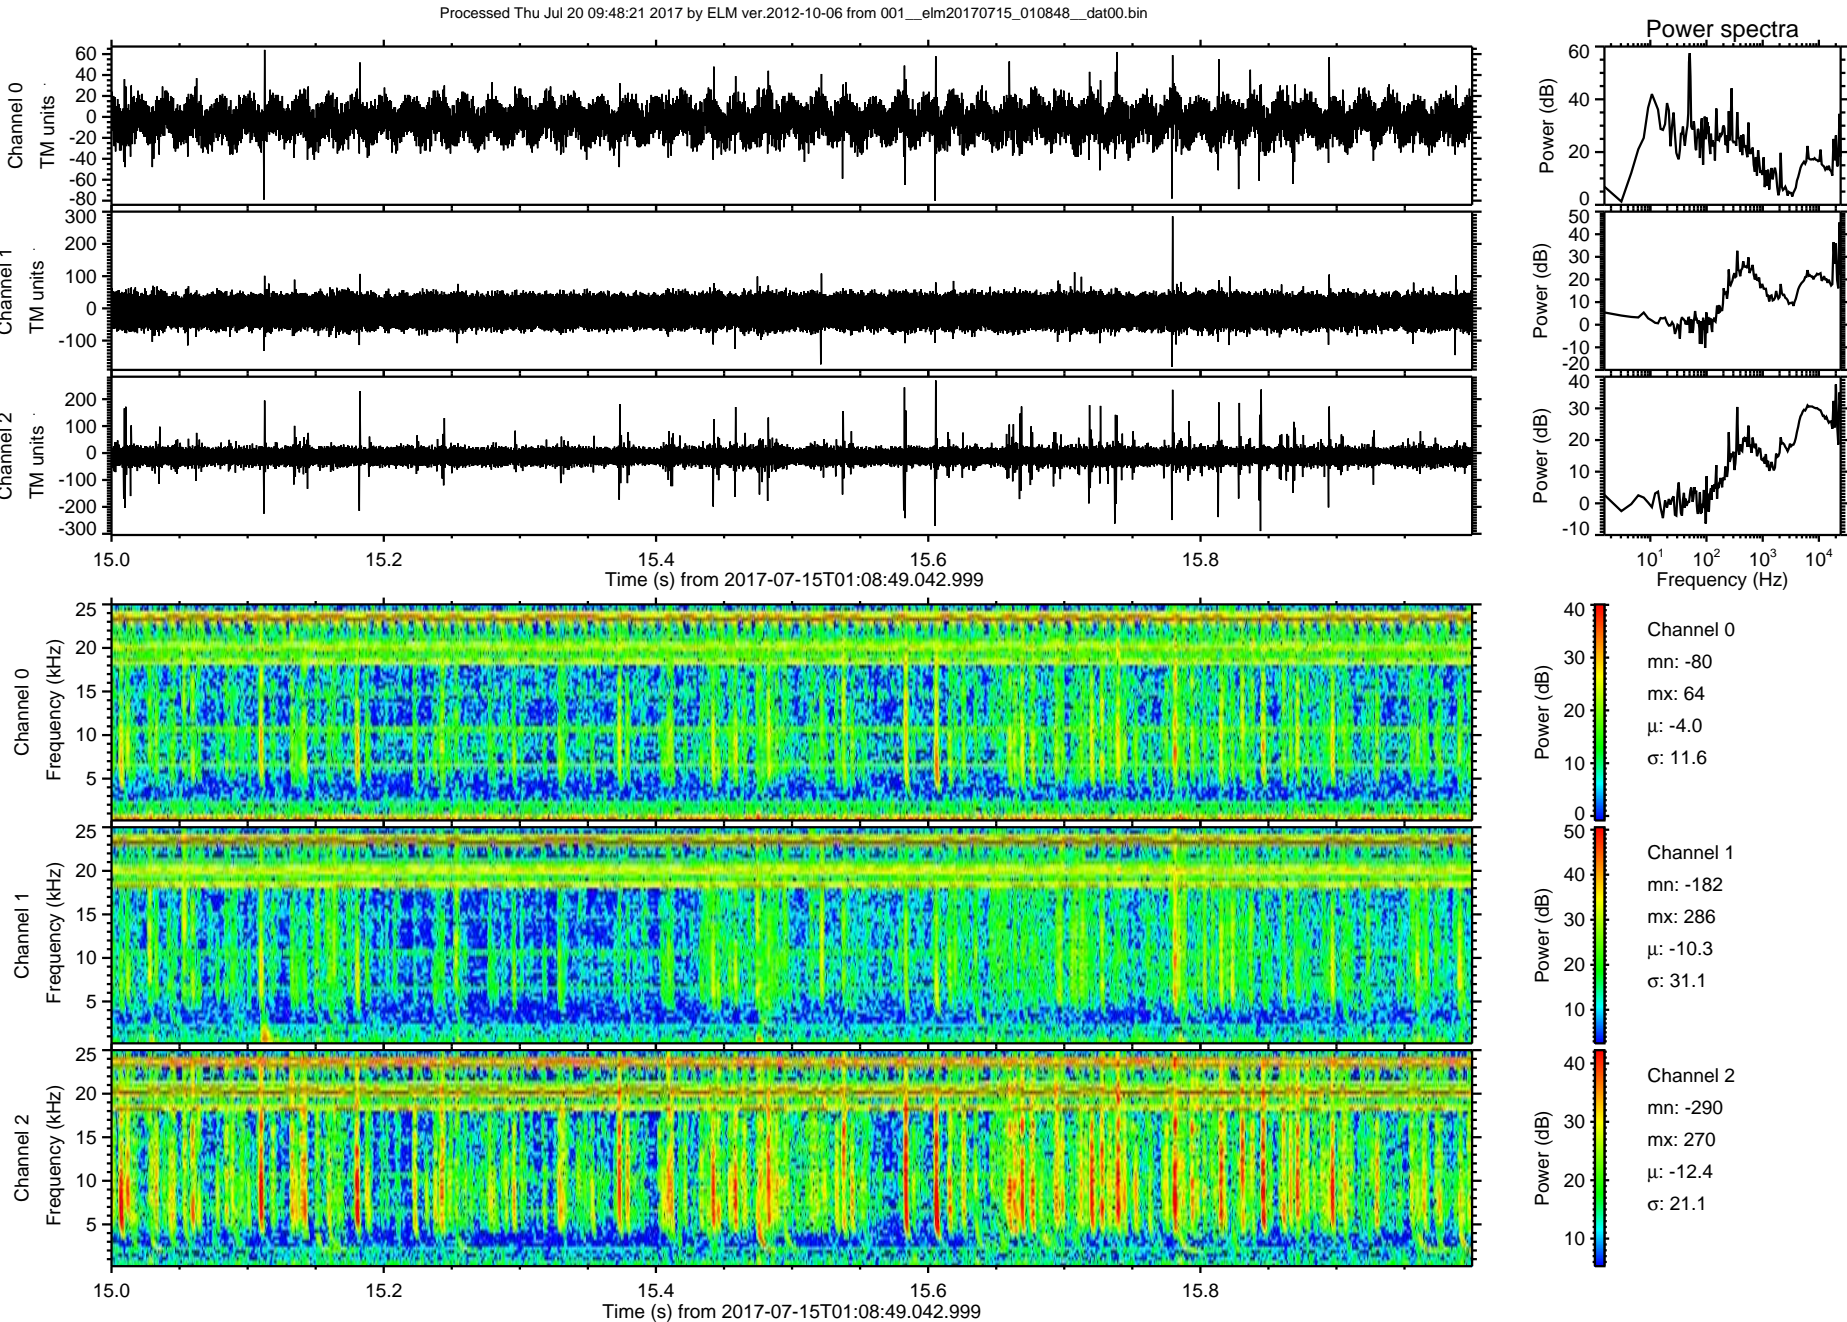 Processed Thu Jul 20 09:48:21 2017 by ELM ver.2012-10-06 from 001__elm20170715_010848__dat00.bin
Power spectra
Channel 0
TM units
60
40
20
0
-20
-40
-60
-80
Power (dB)
60
40
20
0
Channel 1
TM units
300
200
100
0
-100
Power (dB)
50
40
30
20
10
0
-10
-20
Channel 2
TM units
200
100
0
-100
-200
-300
Power (dB)
40
30
20
10
0
-10
15.0 15.2 15.4 15.6 15.8
Time (s) from 2017-07-15T01:08:49.042.999
10^1 10^2 10^3 10^4
Frequency (Hz)
Channel 0
Frequency (kHz)
25
20
15
10
5
Power (dB)
40
30
20
10
0
Channel 0
mn: -80
mx: 64
μ: -4.0
σ: 11.6
Channel 1
Frequency (kHz)
25
20
15
10
5
Power (dB)
50
40
30
20
10
Channel 1
mn: -182
mx: 286
μ: -10.3
σ: 31.1
Channel 2
Frequency (kHz)
25
20
15
10
5
Power (dB)
40
30
20
10
Channel 2
mn: -290
mx: 270
μ: -12.4
σ: 21.1
15.0 15.2 15.4 15.6 15.8
Time (s) from 2017-07-15T01:08:49.042.999